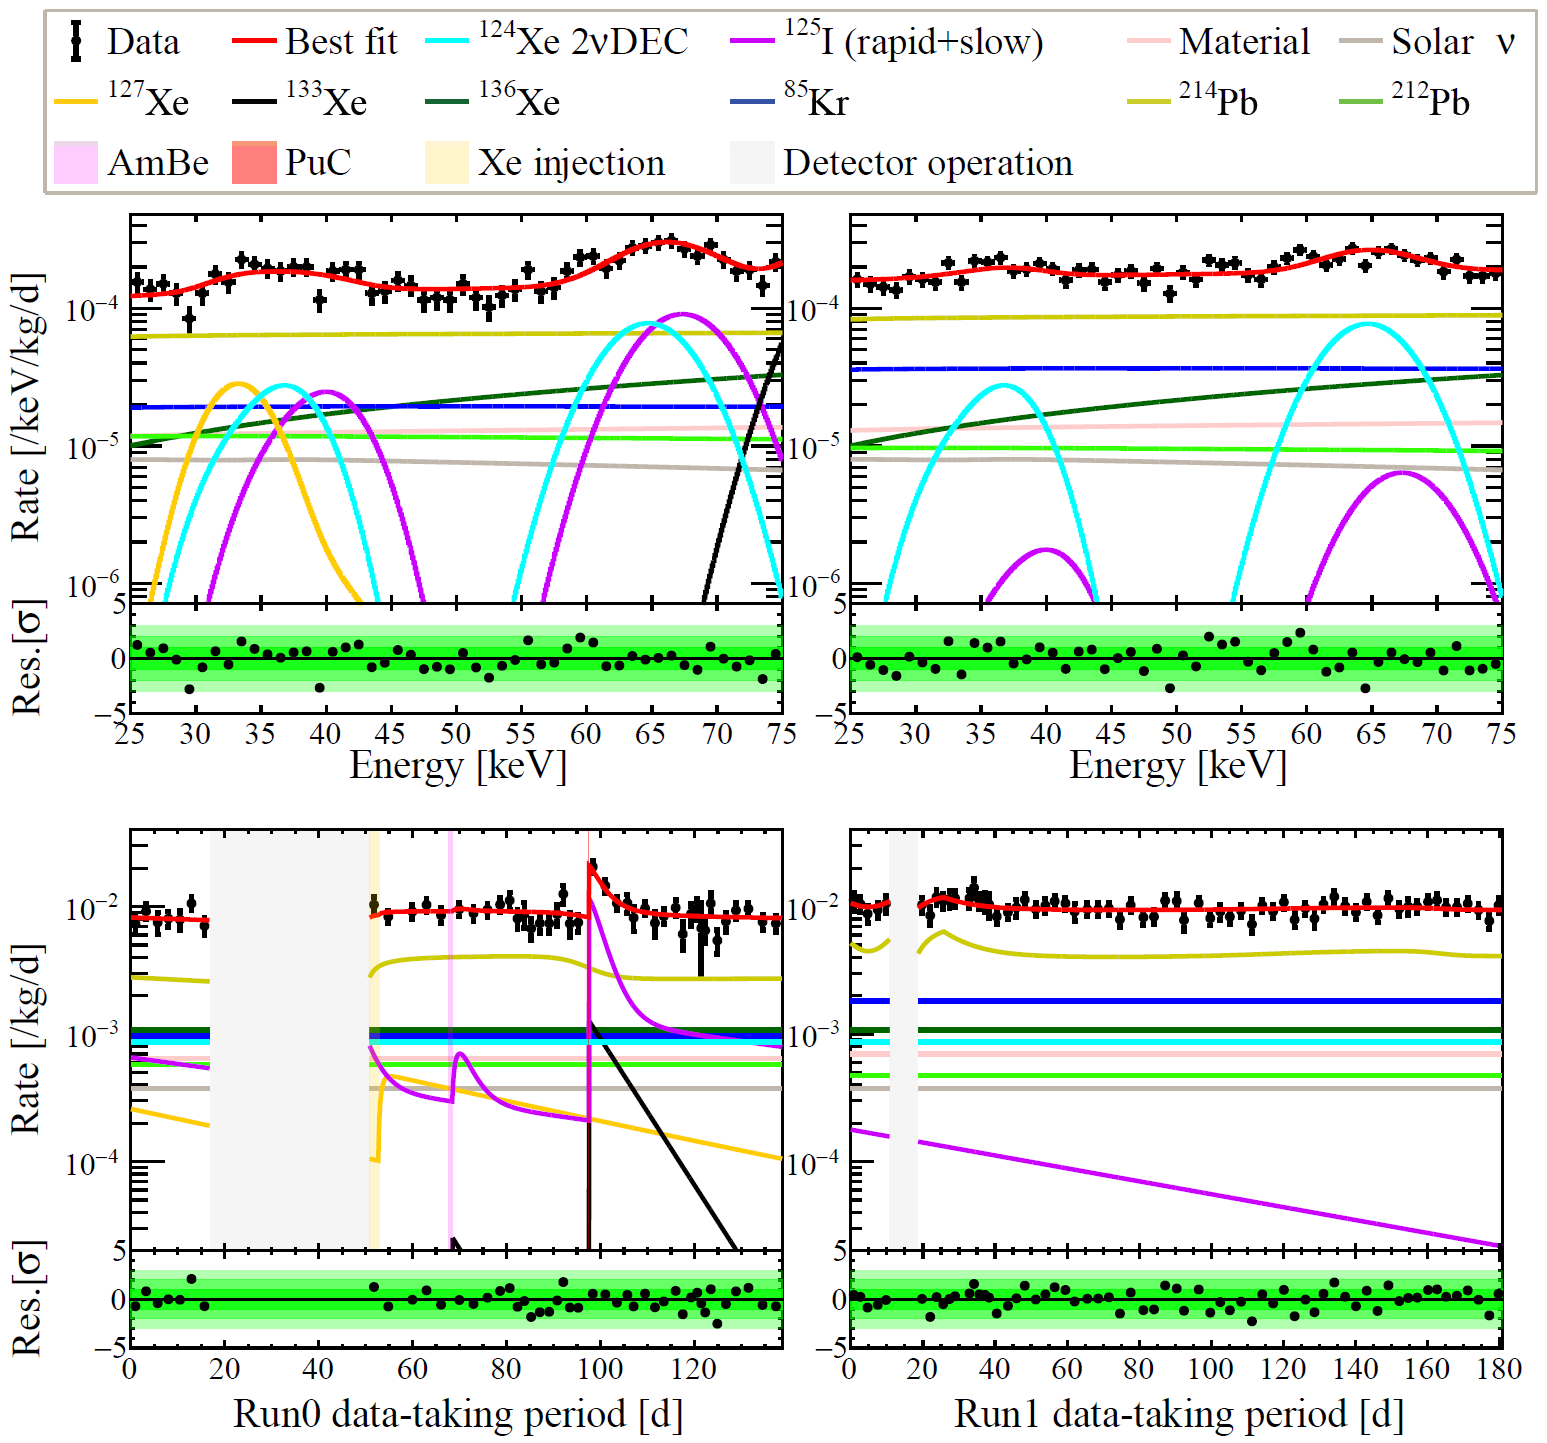 Data Best fit ¹²⁴Xe 2νDEC ¹²⁵I (rapid+slow) Material Solar ν
¹²⁷Xe ¹³³Xe ¹³⁶Xe ⁸⁵Kr ²¹⁴Pb ²¹²Pb
AmBe PuC Xe injection Detector operation
Rate [/keV/kg/d]
10⁻⁴
10⁻⁵
10⁻⁶
10⁻⁴
10⁻⁵
10⁻⁶
Res.[σ]
5
0
−5
5
0
−5
25 30 35 40 45 50 55 60 65 70 75
25 30 35 40 45 50 55 60 65 70 75
Energy [keV]
Energy [keV]
Rate [/kg/d]
10⁻²
10⁻³
10⁻⁴
10⁻²
10⁻³
10⁻⁴
Res.[σ]
5
0
−5
5
0
−5
0 20 40 60 80 100 120
0 20 40 60 80 100 120 140 160 180
Run0 data-taking period [d]
Run1 data-taking period [d]